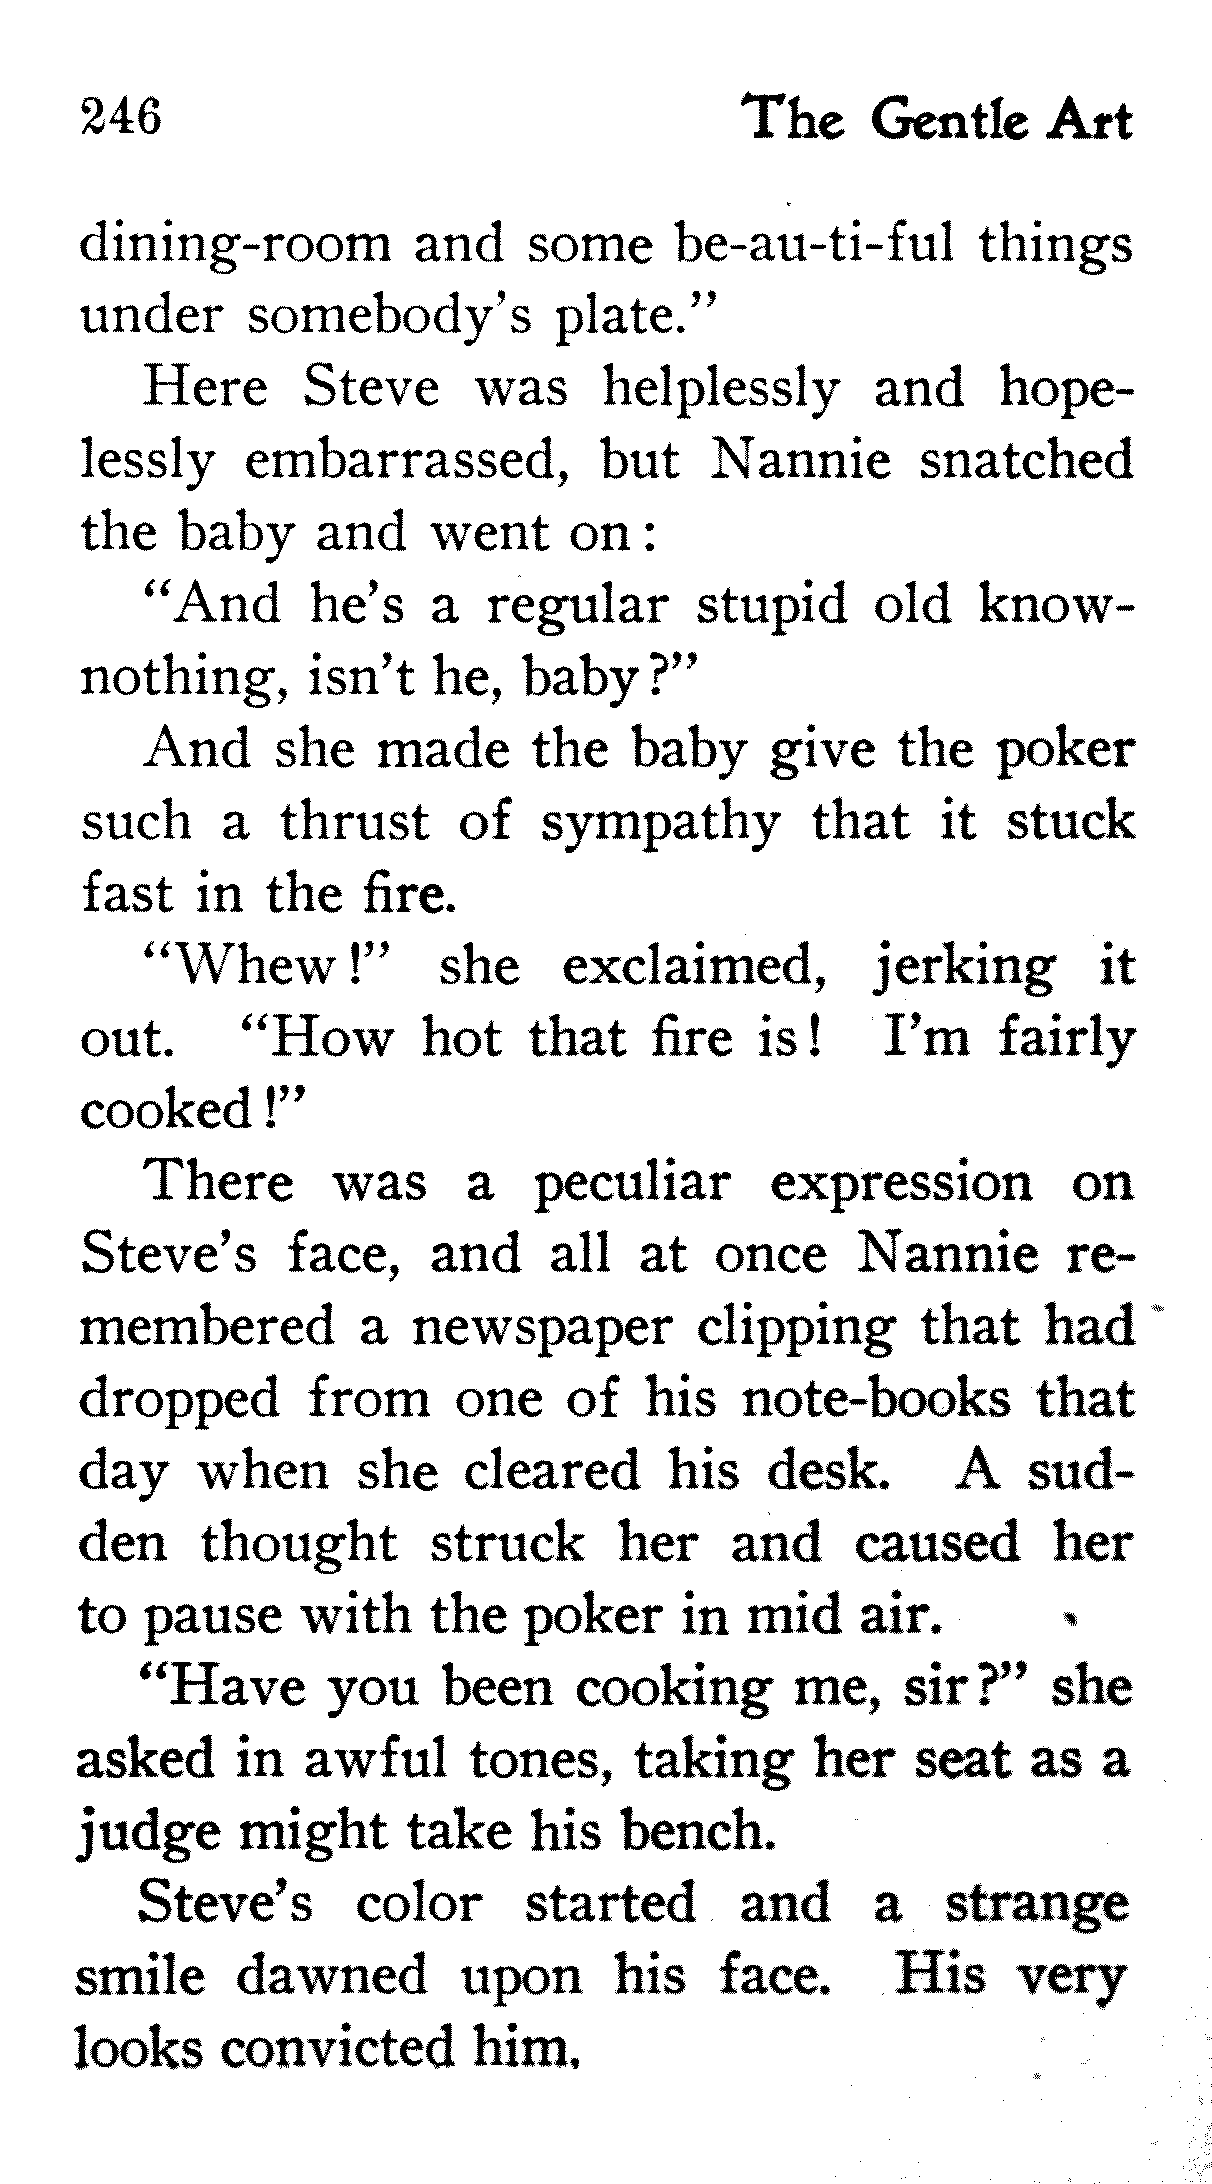 246 The Gentle Art
dining-room and some be-au-ti-ful things
under somebody's plate."
Here Steve was helplessly and hope-
lessly embarrassed, but Nannie snatched
the baby and went on:
"And he's a regular stupid old know-
nothing, isn't he, baby?"
And she made the baby give the poker
such a thrust of sympathy that it stuck
fast in the fire.
"Whew!" she exclaimed, jerking it
out. "How hot that fire is! I'm fairly
cooked!"
There was a peculiar expression on
Steve's face, and all at once Nannie re-
membered a newspaper clipping that had
dropped from one of his note-books that
day when she cleared his desk. A sud-
den thought struck her and caused her
to pause with the poker in mid air.
"Have you been cooking me, sir?" she
asked in awful tones, taking her seat as a
judge might take his bench.
Steve's color started and a strange
smile dawned upon his face. His very
looks convicted him.